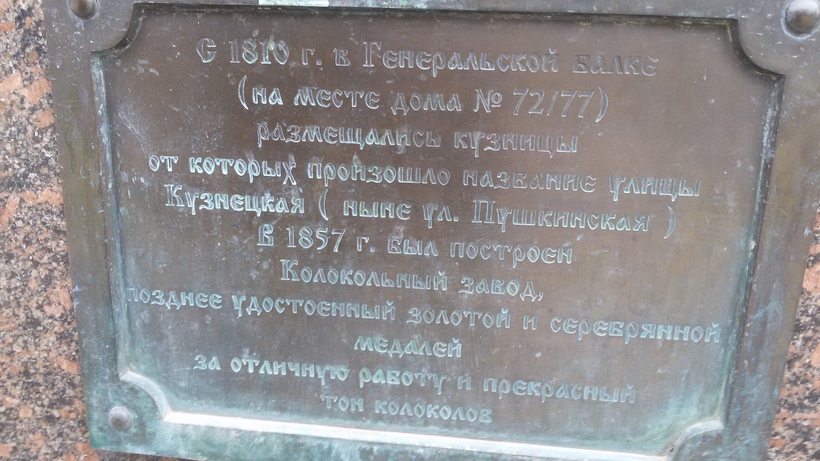 С 1810 г. в Генеральской балке
(на месте дома № 72/77)
размещались кузницы
от которых произошло название улицы
Кузнецкая ( ныне ул. Пушкинская )
В 1857 г. был построен
Колокольный завод,
позднее удостоенный золотой и серебрянной
медалей
за отличную работу и прекрасный
тон колоколов